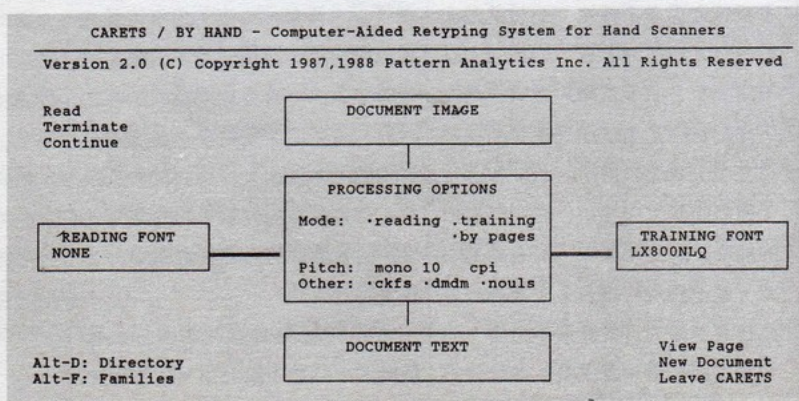 CARETS / BY HAND - Computer-Aided Retyping System for Hand Scanners
Version 2.0 (C) Copyright 1987,1988 Pattern Analytics Inc. All Rights Reserved
Read
Terminate
Continue
DOCUMENT IMAGE
PROCESSING OPTIONS
Mode: ·reading .training
·by pages
Pitch: mono 10 cpi
Other: ·ckfs ·dmdm ·nouls
READING FONT
NONE
TRAINING FONT
LX800NLQ
DOCUMENT TEXT
Alt-D: Directory
Alt-F: Families
View Page
New Document
Leave CARETS